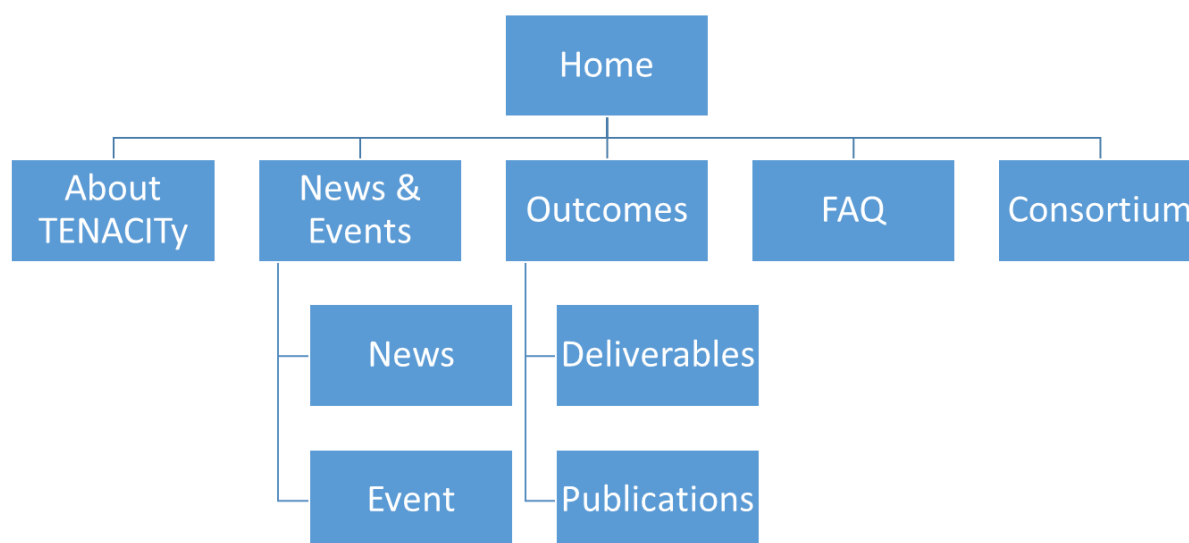 Home
About
TENACITy
News &
Events
Outcomes
FAQ
Consortium
News
Deliverables
Event
Publications